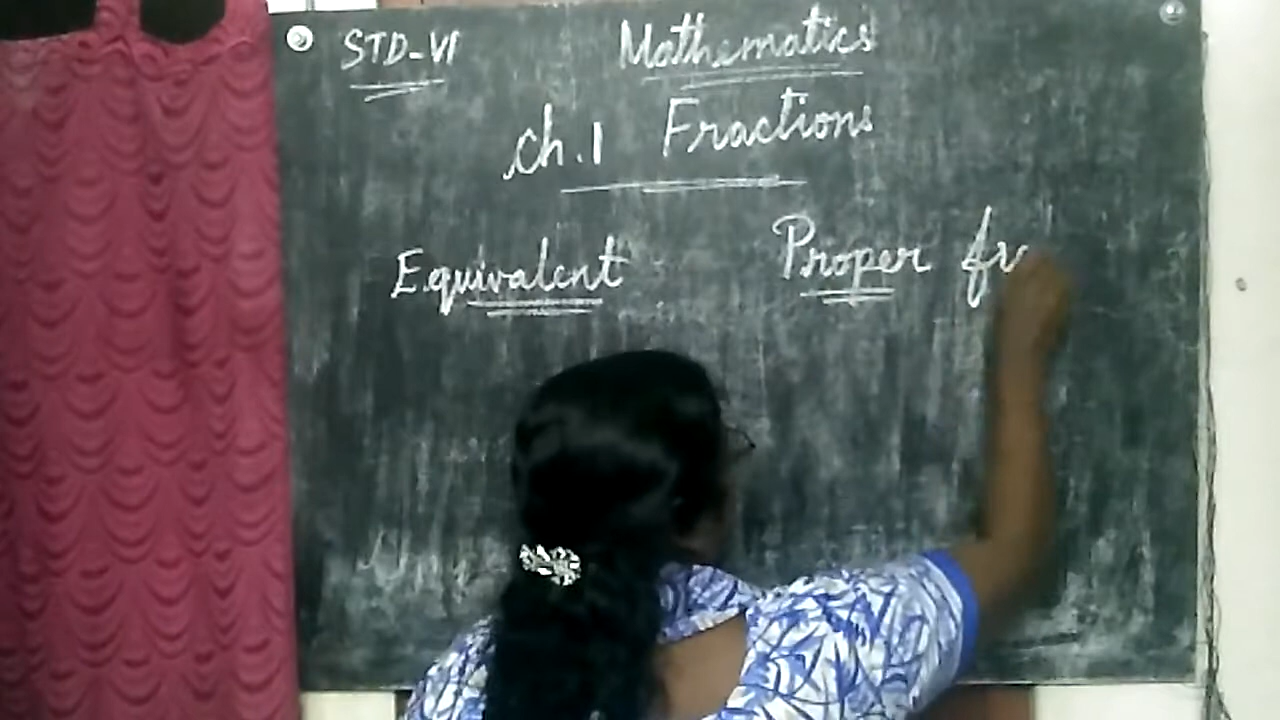 STD-VI Mathematics
Ch.1 Fractions
Equivalent Proper fr